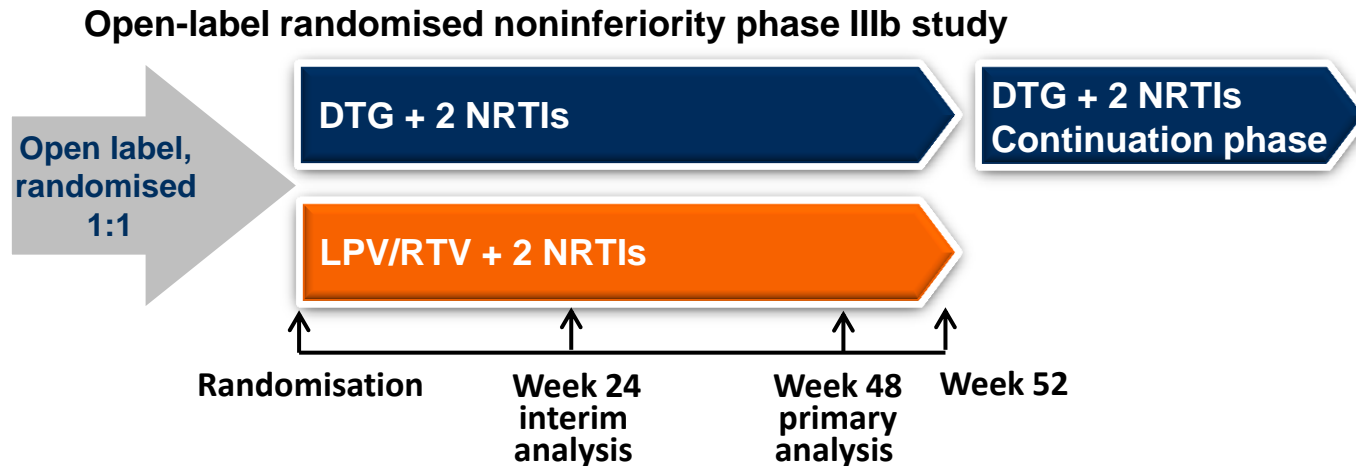 Open-label randomised noninferiority phase IIIb study
Open label,
randomised
1:1
DTG + 2 NRTIs
DTG + 2 NRTIs
Continuation phase
LPV/RTV + 2 NRTIs
Randomisation
Week 24
interim
analysis
Week 48
primary
analysis
Week 52